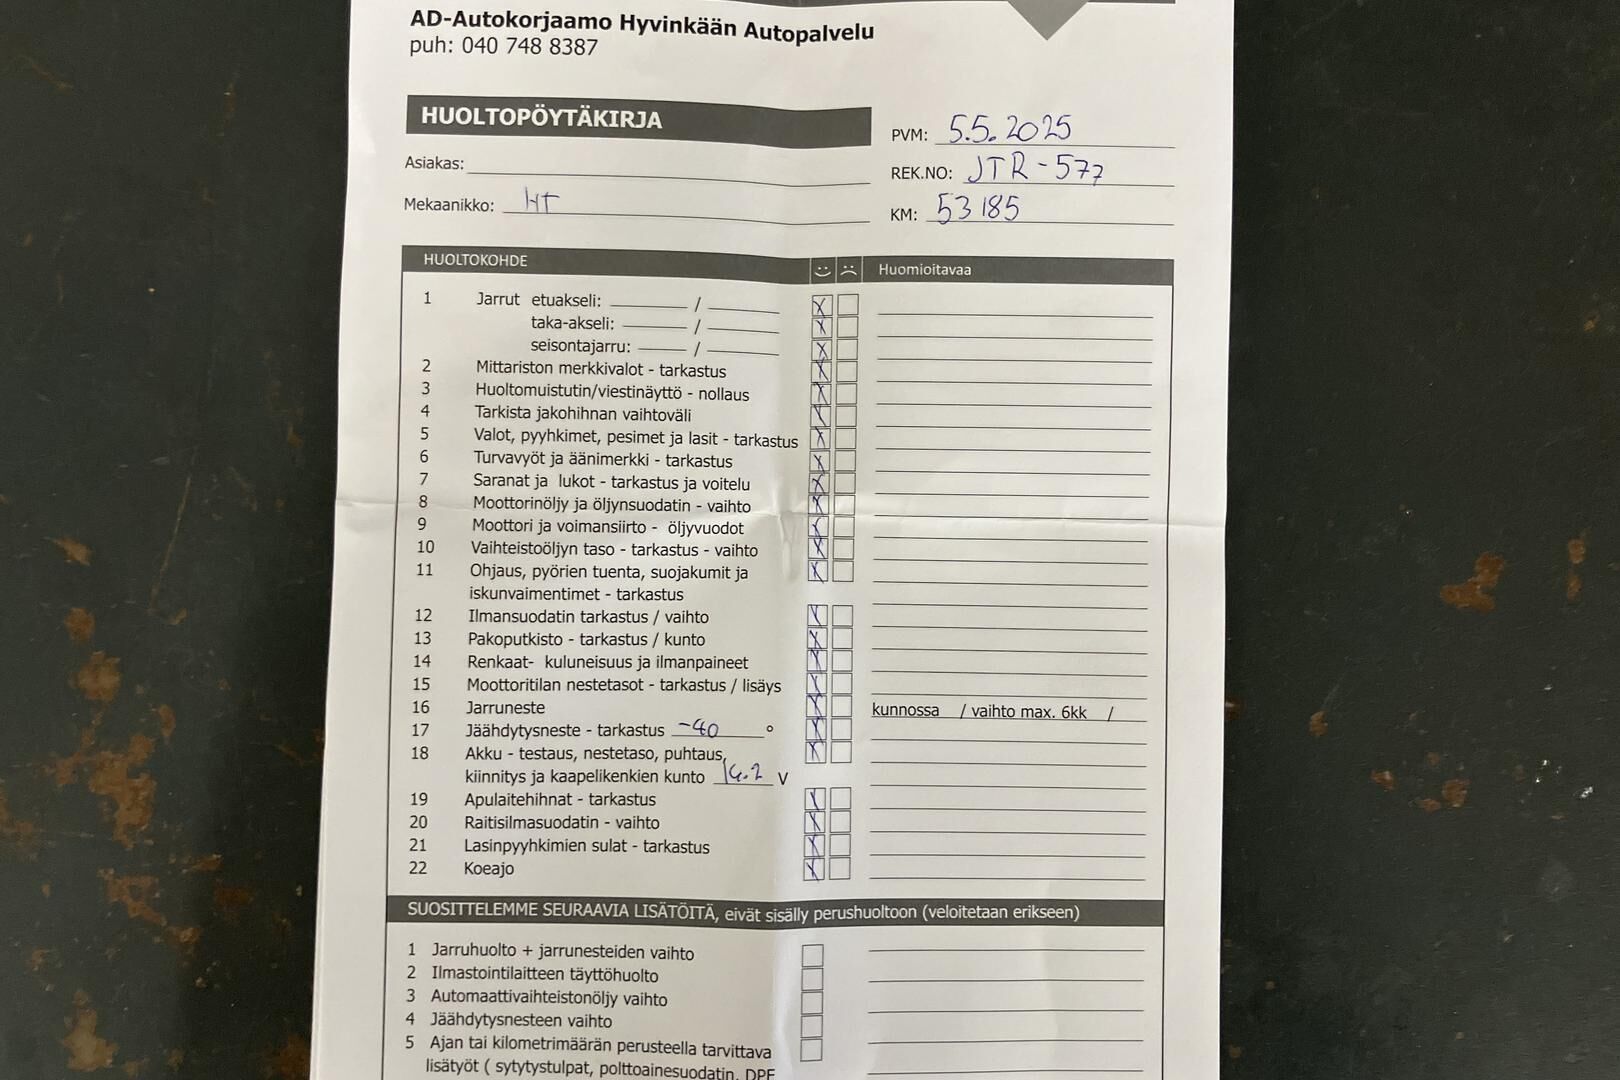 AD-Autokorjaamo Hyvinkään Autopalvelu
puh: 040 748 8387
HUOLTOPÖYTÄKIRJA
PVM: 5.5.2025
Asiakas:
REK.NO: JTR-577
Mekaanikko: HT
KM: 53185
HUOLTOKOHDE Huomioitavaa
1 Jarrut etuakseli: / X
taka-akseli: / X
seisontajarru: / X
2 Mittariston merkkivalot - tarkastus X
3 Huoltomuistutin/viestinäyttö - nollaus X
4 Tarkista jakohihnan vaihtoväli X
5 Valot, pyyhkimet, pesimet ja lasit - tarkastus X
6 Turvavyöt ja äänimerkki - tarkastus X
7 Saranat ja lukot - tarkastus ja voitelu X
8 Moottorinöljy ja öljynsuodatin - vaihto X
9 Moottori ja voimansiirto - öljyvuodot X
10 Vaihteistoöljyn taso - tarkastus - vaihto X
11 Ohjaus, pyörien tuenta, suojakumit ja X
iskunvaimentimet - tarkastus
12 Ilmansuodatin tarkastus / vaihto X
13 Pakoputkisto - tarkastus / kunto X
14 Renkaat- kuluneisuus ja ilmanpaineet X
15 Moottoritilan nestetasot - tarkastus / lisäys X
16 Jarruneste X kunnossa / vaihto max. 6kk /
17 Jäähdytysneste - tarkastus -40 ° X
18 Akku - testaus, nestetaso, puhtaus, X
kiinnitys ja kaapelikenkien kunto 14.2 V
19 Apulaitehihnat - tarkastus X
20 Raitisilmasuodatin - vaihto X
21 Lasinpyyhkimien sulat - tarkastus X
22 Koeajo X
SUOSITTELEMME SEURAAVIA LISÄTÖITÄ, eivät sisälly perushuoltoon (veloitetaan erikseen)
1 Jarruhuolto + jarrunesteiden vaihto
2 Ilmastointilaitteen täyttöhuolto
3 Automaattivaihteistonöljy vaihto
4 Jäähdytysnesteen vaihto
5 Ajan tai kilometrimäärän perusteella tarvittava
lisätyöt ( sytytystulpat, polttoainesuodatin, DPF